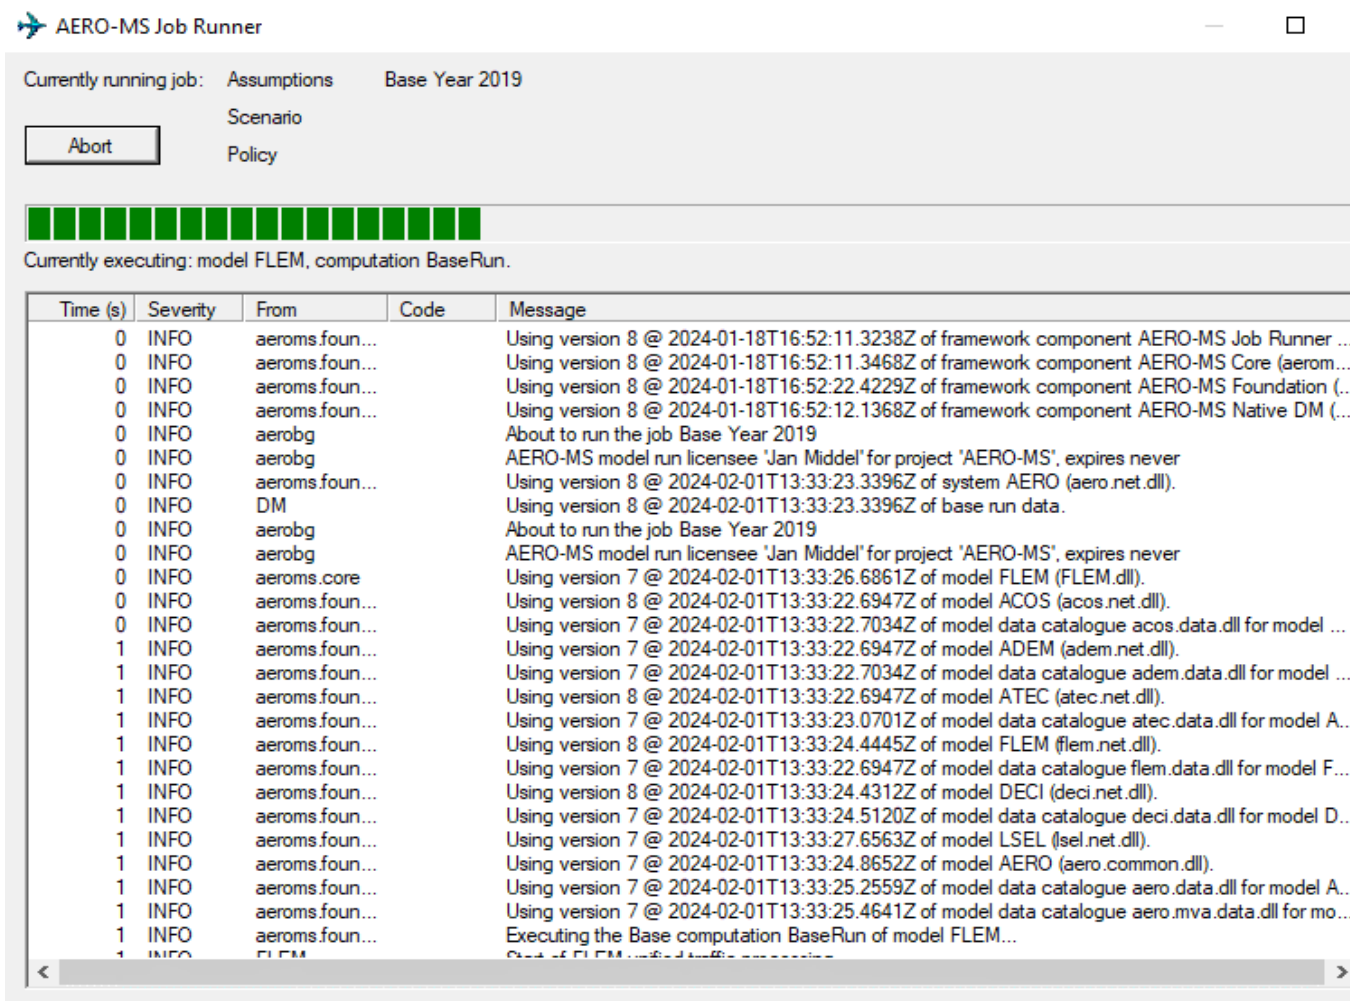 AERO-MS Job Runner
Currently running job: Assumptions Base Year 2019
Scenario
Abort
Policy
Currently executing: model FLEM, computation BaseRun.
Time (s) Severity From Code Message
0 INFO aeroms.foun... Using version 8 @ 2024-01-18T16:52:11.3238Z of framework component AERO-MS Job Runner ...
0 INFO aeroms.foun... Using version 8 @ 2024-01-18T16:52:11.3468Z of framework component AERO-MS Core (aerom...
0 INFO aeroms.foun... Using version 8 @ 2024-01-18T16:52:22.4229Z of framework component AERO-MS Foundation (...
0 INFO aeroms.foun... Using version 8 @ 2024-01-18T16:52:12.1368Z of framework component AERO-MS Native DM (...
0 INFO aerobg About to run the job Base Year 2019
0 INFO aerobg AERO-MS model run licensee 'Jan Middel' for project 'AERO-MS', expires never
0 INFO aeroms.foun... Using version 8 @ 2024-02-01T13:33:23.3396Z of system AERO (aero.net.dll).
0 INFO DM Using version 8 @ 2024-02-01T13:33:23.3396Z of base run data.
0 INFO aerobg About to run the job Base Year 2019
0 INFO aerobg AERO-MS model run licensee 'Jan Middel' for project 'AERO-MS', expires never
0 INFO aeroms.core Using version 7 @ 2024-02-01T13:33:26.6861Z of model FLEM (FLEM.dll).
0 INFO aeroms.foun... Using version 8 @ 2024-02-01T13:33:22.6947Z of model ACOS (acos.net.dll).
0 INFO aeroms.foun... Using version 7 @ 2024-02-01T13:33:22.7034Z of model data catalogue acos.data.dll for model ...
1 INFO aeroms.foun... Using version 7 @ 2024-02-01T13:33:22.6947Z of model ADEM (adem.net.dll).
1 INFO aeroms.foun... Using version 7 @ 2024-02-01T13:33:22.7034Z of model data catalogue adem.data.dll for model ...
1 INFO aeroms.foun... Using version 8 @ 2024-02-01T13:33:22.6947Z of model ATEC (atec.net.dll).
1 INFO aeroms.foun... Using version 7 @ 2024-02-01T13:33:23.0701Z of model data catalogue atec.data.dll for model A...
1 INFO aeroms.foun... Using version 8 @ 2024-02-01T13:33:24.4445Z of model FLEM (flem.net.dll).
1 INFO aeroms.foun... Using version 7 @ 2024-02-01T13:33:22.6947Z of model data catalogue flem.data.dll for model F...
1 INFO aeroms.foun... Using version 8 @ 2024-02-01T13:33:24.4312Z of model DECI (deci.net.dll).
1 INFO aeroms.foun... Using version 7 @ 2024-02-01T13:33:24.5120Z of model data catalogue deci.data.dll for model D...
1 INFO aeroms.foun... Using version 7 @ 2024-02-01T13:33:27.6563Z of model LSEL (lsel.net.dll).
1 INFO aeroms.foun... Using version 7 @ 2024-02-01T13:33:24.8652Z of model AERO (aero.common.dll).
1 INFO aeroms.foun... Using version 7 @ 2024-02-01T13:33:25.2559Z of model data catalogue aero.data.dll for model A...
1 INFO aeroms.foun... Using version 7 @ 2024-02-01T13:33:25.4641Z of model data catalogue aero.mva.data.dll for mo...
1 INFO aeroms.foun... Executing the Base computation BaseRun of model FLEM...
1 INFO FLEM Start of FLEM unified traffic processing